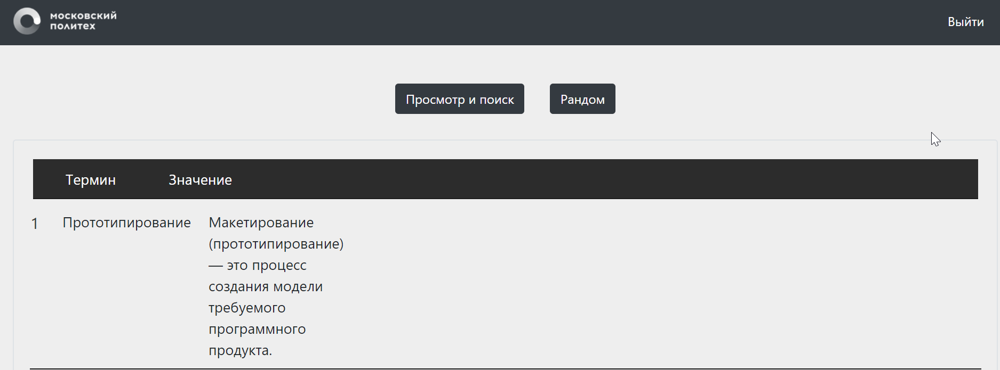 московский
политех
Выйти
Просмотр и поиск
Рандом
Термин
Значение
1
Прототипирование
Макетирование
(прототипирование)
— это процесс
создания модели
требуемого
программного
продукта.